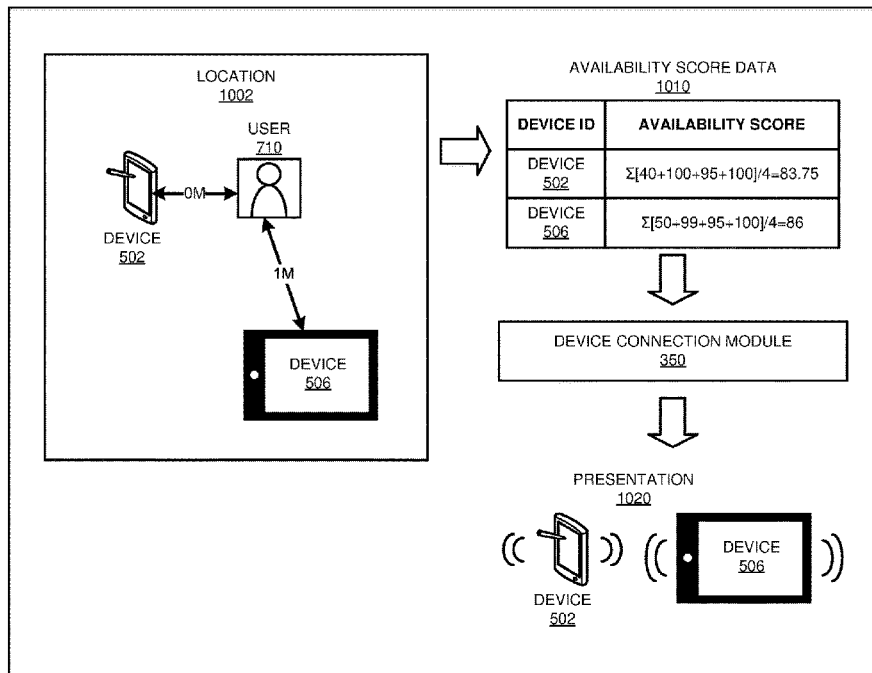 LOCATION
1002
USER
710
0M
DEVICE
502
1M
DEVICE
506
AVAILABILITY SCORE DATA
1010
DEVICE ID AVAILABILITY SCORE
DEVICE
502
Σ[40+100+95+100]/4=83.75
DEVICE
506
Σ[50+99+95+100]/4=86
DEVICE CONNECTION MODULE
350
PRESENTATION
1020
DEVICE
502
DEVICE
506